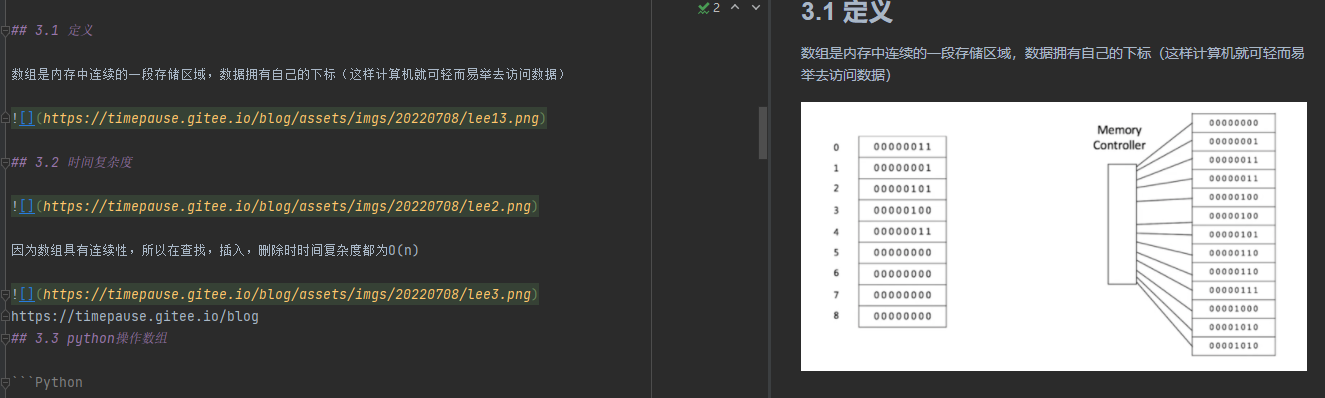 ## 3.1 定义
数组是内存中连续的一段存储区域，数据拥有自己的下标（这样计算机就可轻而易举去访问数据）
![](https://timepause.gitee.io/blog/assets/imgs/20220708/lee13.png)
## 3.2 时间复杂度
![](https://timepause.gitee.io/blog/assets/imgs/20220708/lee2.png)
因为数组具有连续性，所以在查找，插入，删除时时间复杂度都为O(n)
![](https://timepause.gitee.io/blog/assets/imgs/20220708/lee3.png)
https://timepause.gitee.io/blog
## 3.3 python操作数组
```Python
2
3.1 定义
数组是内存中连续的一段存储区域，数据拥有自己的下标（这样计算机就可轻而易
举去访问数据）
0 00000011
1 00000001
2 00000101
3 00000100
4 00000011
5 00000000
6 00000000
7 00000000
8 00000000
Memory
Controller
00000000
00000001
00000011
00000011
00000100
00000100
00000101
00000110
00000110
00000111
00001000
00001010
00001010